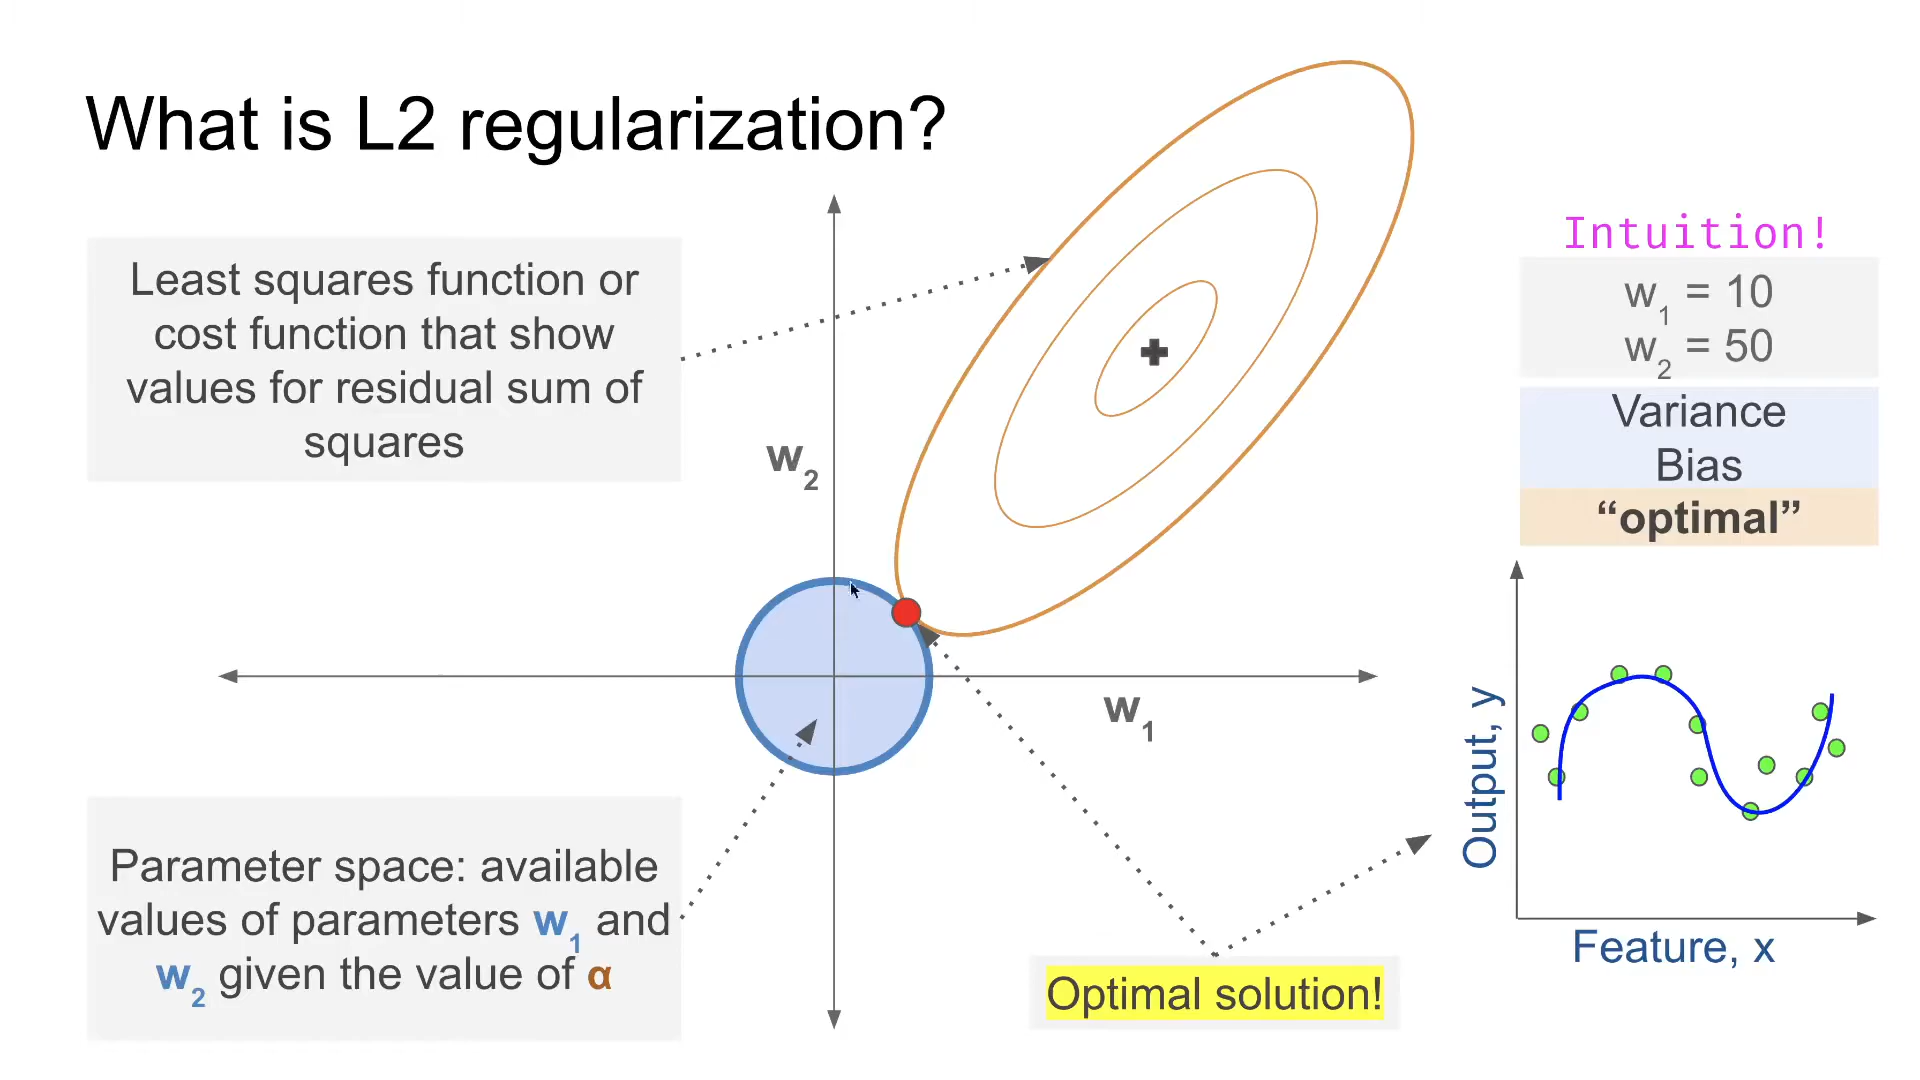 What is L2 regularization?
Least squares function or
cost function that show
values for residual sum of
squares
w2
w1
Parameter space: available
values of parameters w1 and
w2 given the value of α
Optimal solution!
Intuition!
w1 = 10
w2 = 50
Variance
Bias
“optimal”
Output, y
Feature, x